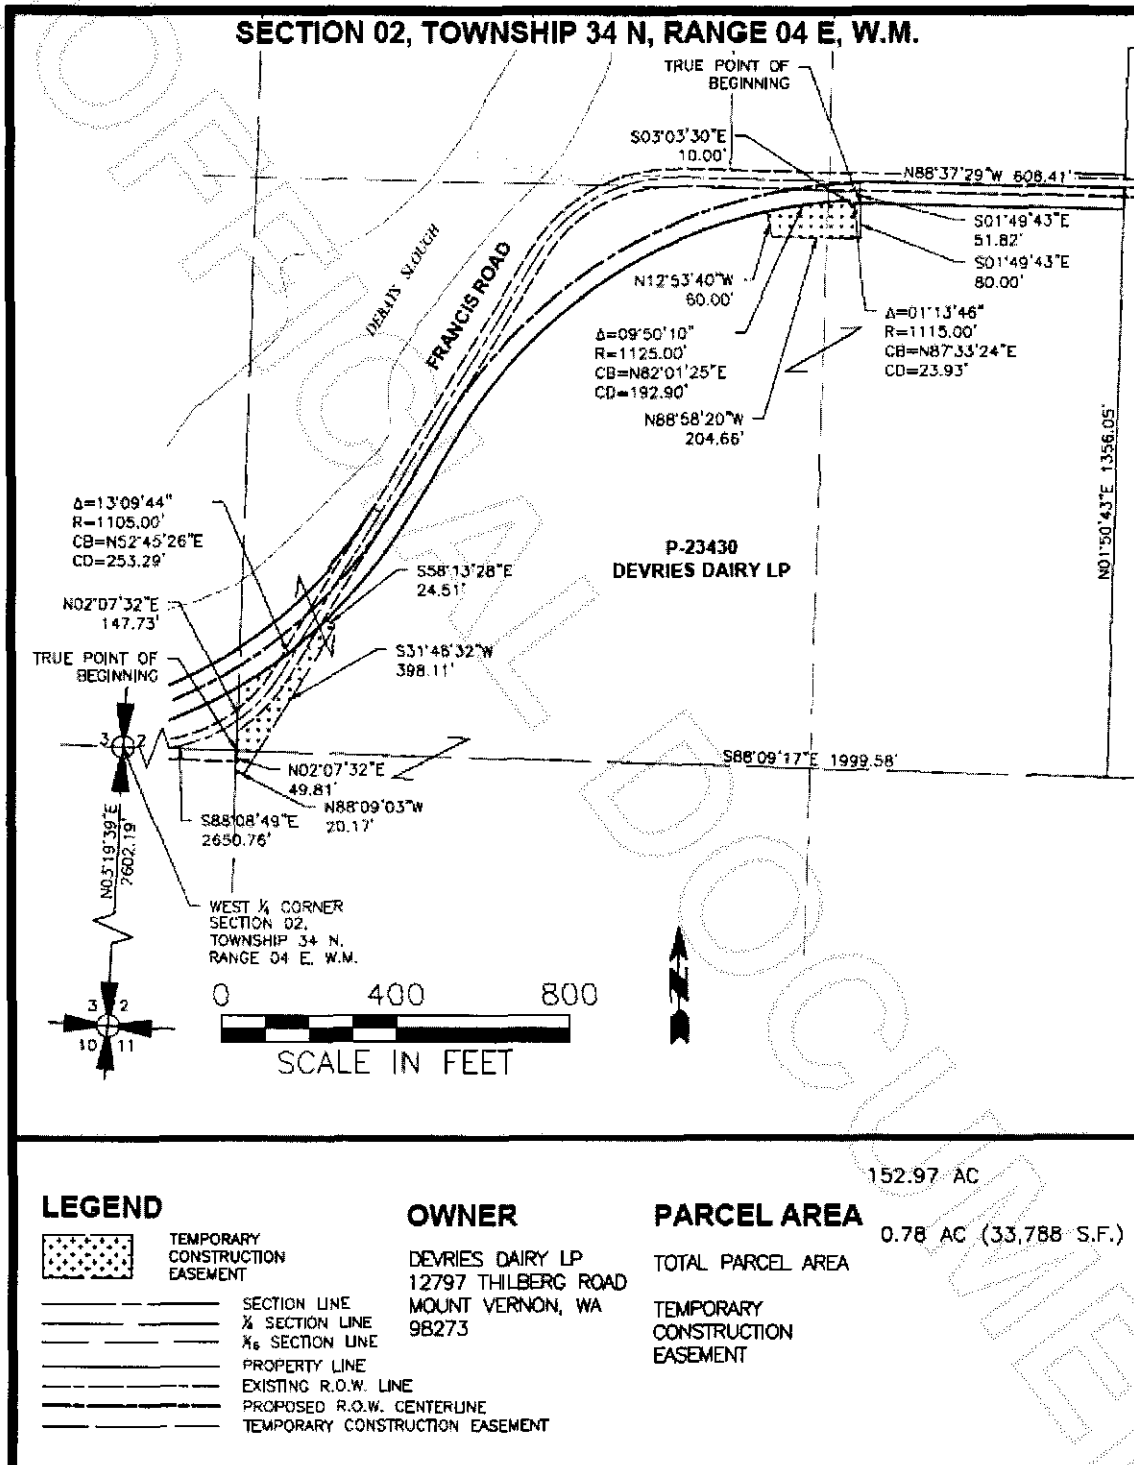 SECTION 02, TOWNSHIP 34 N, RANGE 04 E, W.M.
TRUE POINT OF
BEGINNING
S03°03'30"E
10.00'
N88°37'29"W 608.41'
S01°49'43"E
51.82'
S01°49'43"E
80.00'
DEBAYS SLOUGH
FRANCIS ROAD
N12°53'40"W
60.00'
Δ=09°50'10"
R=1125.00'
CB=N82°01'25"E
CD=192.90'
Δ=01°13'46"
R=1115.00'
CB=N87°33'24"E
CD=23.93'
N88°58'20"W
204.66'
N01°50'43"E 1356.05'
Δ=13°09'44"
R=1105.00'
CB=N52°45'26"E
CD=253.29'
P-23430
DEVRIES DAIRY LP
S58°13'28"E
24.51'
N02°07'32"E
147.73'
S31°46'32"W
398.11'
TRUE POINT OF
BEGINNING
3 2
S88°09'17"E 1999.58'
N02°07'32"E
49.81'
N88°09'03"W
20.17'
S88°08'49"E
2650.76'
N03°19'39"E
2602.19'
WEST ¼ CORNER
SECTION 02,
TOWNSHIP 34 N.
RANGE 04 E, W.M.
N
0 400 800
SCALE IN FEET
3 2
10 11
152.97 AC
LEGEND
OWNER
PARCEL AREA
0.78 AC (33,788 S.F.)
TEMPORARY
CONSTRUCTION
EASEMENT
DEVRIES DAIRY LP
12797 THILBERG ROAD
MOUNT VERNON, WA
98273
TOTAL PARCEL AREA
TEMPORARY
CONSTRUCTION
EASEMENT
SECTION LINE
¼ SECTION LINE
1/16 SECTION LINE
PROPERTY LINE
EXISTING R.O.W. LINE
PROPOSED R.O.W. CENTERLINE
TEMPORARY CONSTRUCTION EASEMENT
OFFICIAL DOCUME